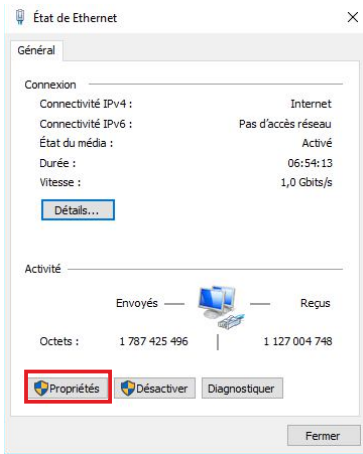 État de Ethernet
Général
Connexion
Connectivité IPv4 : Internet
Connectivité IPv6 : Pas d'accès réseau
État du média : Activé
Durée : 06:54:13
Vitesse : 1,0 Gbits/s
Détails...
Activité
Envoyés — — Reçus
Octets : 1 787 425 496 | 1 127 004 748
Propriétés Désactiver Diagnostiquer
Fermer